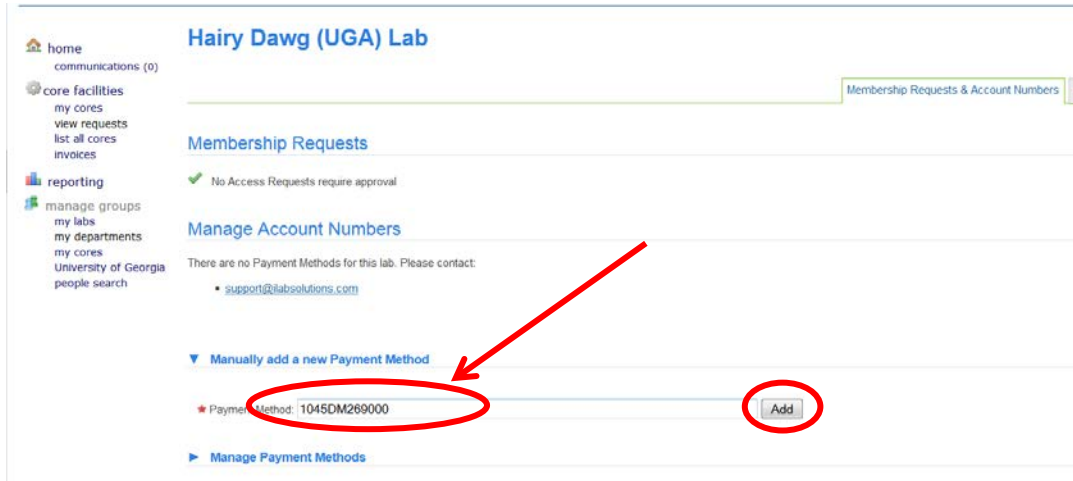 home
communications (0)
core facilities
my cores
view requests
list all cores
invoices
reporting
manage groups
my labs
my departments
my cores
University of Georgia
people search
Hairy Dawg (UGA) Lab
Membership Requests & Account Numbers
Membership Requests
No Access Requests require approval
Manage Account Numbers
There are no Payment Methods for this lab. Please contact:
support@ilabsolutions.com
Manually add a new Payment Method
Payment Method: 1045DM269000
Add
Manage Payment Methods